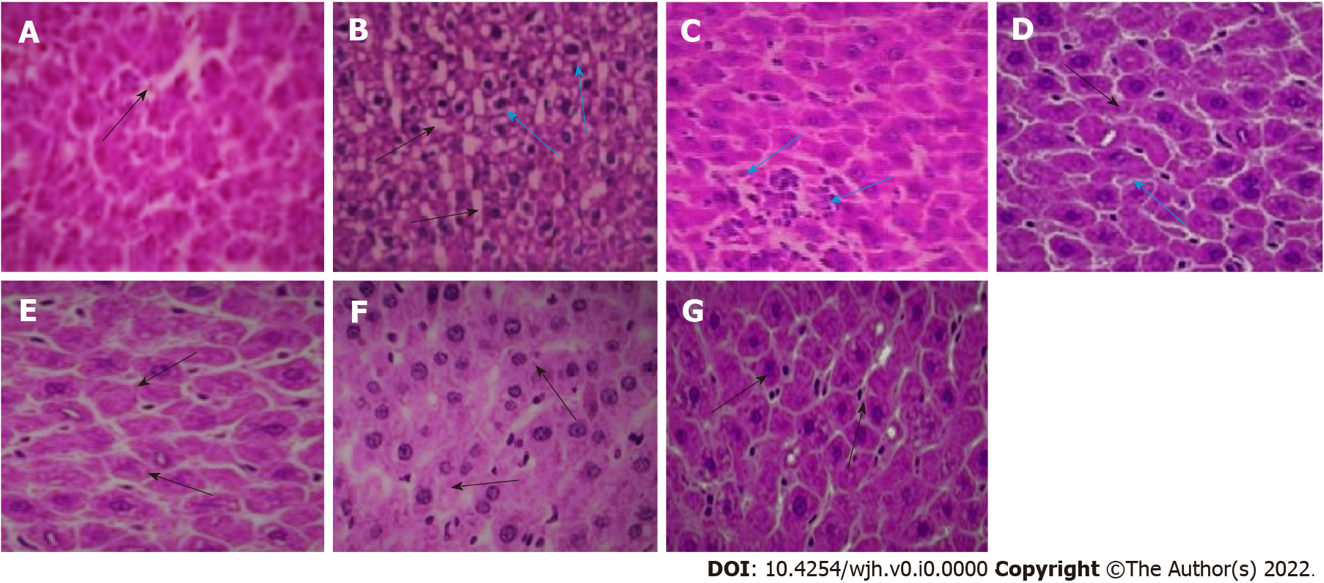 A B C D
E F G
DOI: 10.4254/wjh.v0.i0.0000 Copyright ©The Author(s) 2022.